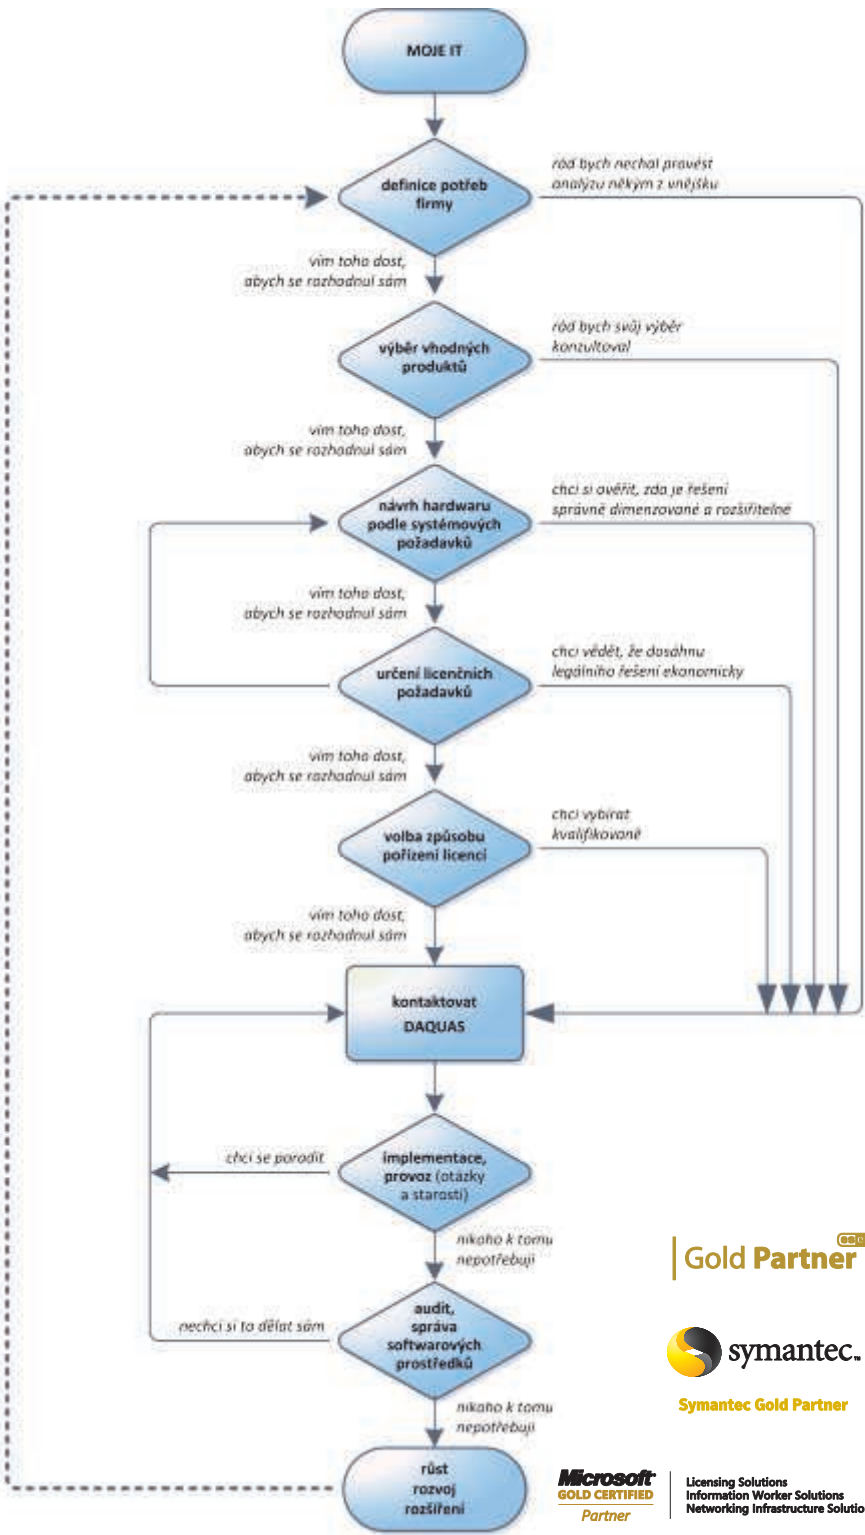 MOJE IT
definice potřeb
firmy
rád bych nechal provést
analýzu někým z vnějšku
vím toho dost,
abych se rozhodnul sám
výběr vhodných
produktů
rád bych svůj výběr
konzultoval
vím toho dost,
abych se rozhodnul sám
návrh hardwaru
podle systémových
požadavků
chci si ověřit, zda je řešení
správně dimenzované a rozšiřitelné
vím toho dost,
abych se rozhodnul sám
určení licenčních
požadavků
chci vědět, že dosáhnu
legálního řešení ekonomicky
vím toho dost,
abych se rozhodnul sám
volba způsobu
pořízení licencí
chci vybírat
kvalifikovaně
vím toho dost,
abych se rozhodnul sám
kontaktovat
DAQUAS
implementace,
provoz (otázky
a starosti)
chci se poradit
nikoho k tomu
nepotřebuji
audit,
správa
softwarových
prostředků
nechci si to dělat sám
nikoho k tomu
nepotřebuji
růst
rozvoj
rozšíření
Gold Partner
symantec.
Symantec Gold Partner
Microsoft
GOLD CERTIFIED
Partner
Licensing Solutions
Information Worker Solutions
Networking Infrastructure Solutio